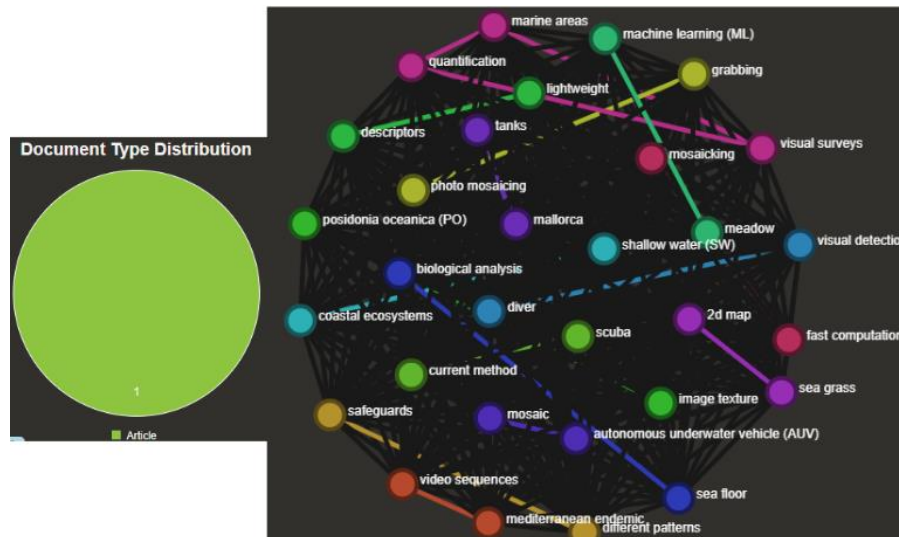 Document Type Distribution
1
Article
marine areas
machine learning (ML)
quantification
grabbing
lightweight
descriptors
tanks
visual surveys
mosaicking
photo mosaicing
posidonia oceanica (PO)
mallorca
meadow
shallow water (SW)
visual detection
biological analysis
coastal ecosystems
diver
2d map
scuba
fast computation
current method
sea grass
image texture
safeguards
mosaic
autonomous underwater vehicle (AUV)
video sequences
sea floor
mediterranean endemic
different patterns